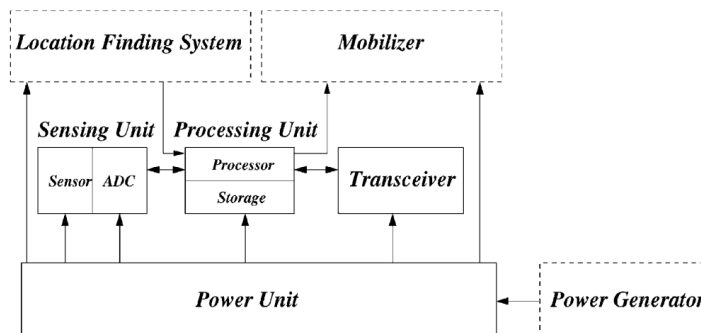 Location Finding System
Mobilizer
Sensing Unit
Processing Unit
Sensor
ADC
Processor
Storage
Transceiver
Power Unit
Power Generator